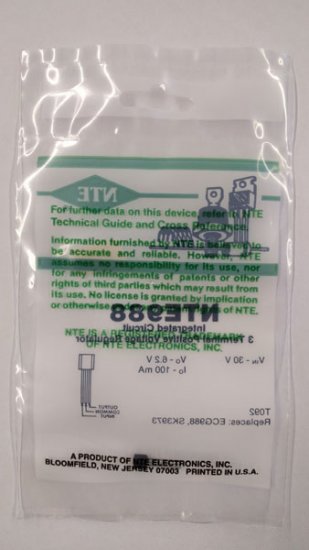 NTE
For further data on this device, refer to NTE
Technical Guide and Cross Reference.
Information furnished by NTE is believed to
be accurate and reliable. However, NTE
assumes no responsibility for its use, nor
for any infringements of patents or other
rights of third parties which may result from
its use. No license is granted by implication
or otherwise of NTE.
NTE IS A REGISTERED TRADEMARK
OF NTE ELECTRONICS, INC.
NTE988
Integrated Circuit
3 Terminal Positive Voltage Regulator
VIN - 30 V
VO - 6.2 V
IO - 100 mA
OUTPUT
COMMON
INPUT
TO92
Replaces: ECG988, SK3973
A PRODUCT OF NTE ELECTRONICS, INC.
BLOOMFIELD, NEW JERSEY 07003 PRINTED IN U.S.A.